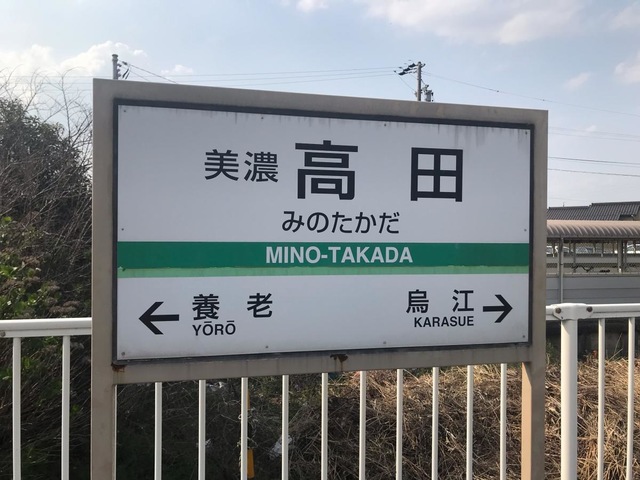 美濃高田
みのたかだ
MINO-TAKADA
← 養老 烏江 →
YŌRŌ KARASUE